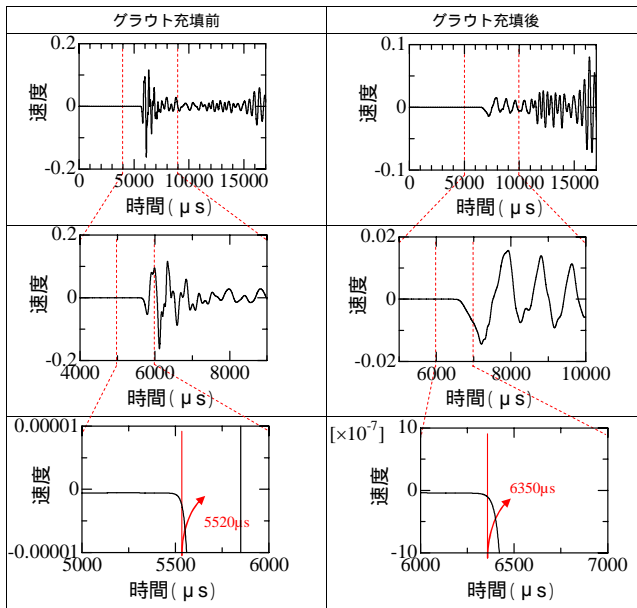 グラウト充填前
グラウト充填後
0.2
0
-0.2
速度
0 5000 10000 15000
時間(μs)
0.1
0
-0.1
速度
0 5000 10000 15000
時間(μs)
0.2
0
-0.2
速度
4000 6000 8000
時間(μs)
0.02
0
-0.02
速度
6000 8000 10000
時間(μs)
0.00001
0
-0.00001
速度
5520μs
5000 5500 6000
時間(μs)
[×10-7]
10
0
-10
速度
6350μs
6000 6500 7000
時間(μs)